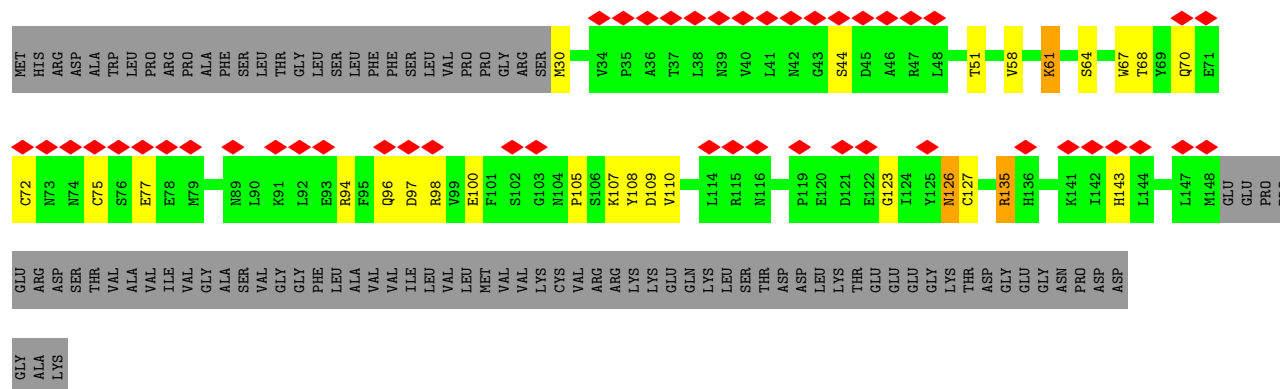 MET HIS ARG ASP ALA TRP LEU PRO ARG PRO ALA PHE SER LEU THR GLY LEU SER LEU PHE PHE SER LEU VAL PRO PRO GLY ARG SER M30 V34 P35 A36 T37 L38 N39 V40 L41 N42 G43 S44 D45 A46 R47 L48 T51 V58 K61 S64 W67 T68 Y69 Q70 E71
C72 N73 N74 C75 S76 E77 E78 M79 N89 L90 K91 L92 E93 R94 F95 Q96 D97 R98 V99 E100 F101 S102 G103 N104 P105 S106 K107 Y108 D109 V110 L114 R115 N116 P119 E120 D121 E122 G123 I124 Y125 N126 C127 R135 H136 K141 I142 H143 L144 L147 M148 GLU GLU PRO
GLU ARG ASP SER THR VAL ALA VAL ILE VAL GLY ALA SER VAL GLY GLY PHE LEU ALA VAL VAL ILE LEU VAL LEU MET VAL VAL LYS CYS VAL ARG ARG LYS LYS GLU GLN LYS LEU SER THR ASP ASP LEU LYS THR GLU GLU GLU GLY LYS THR ASP GLY GLU GLY ASN PRO ASP ASP
GLY ALA LYS